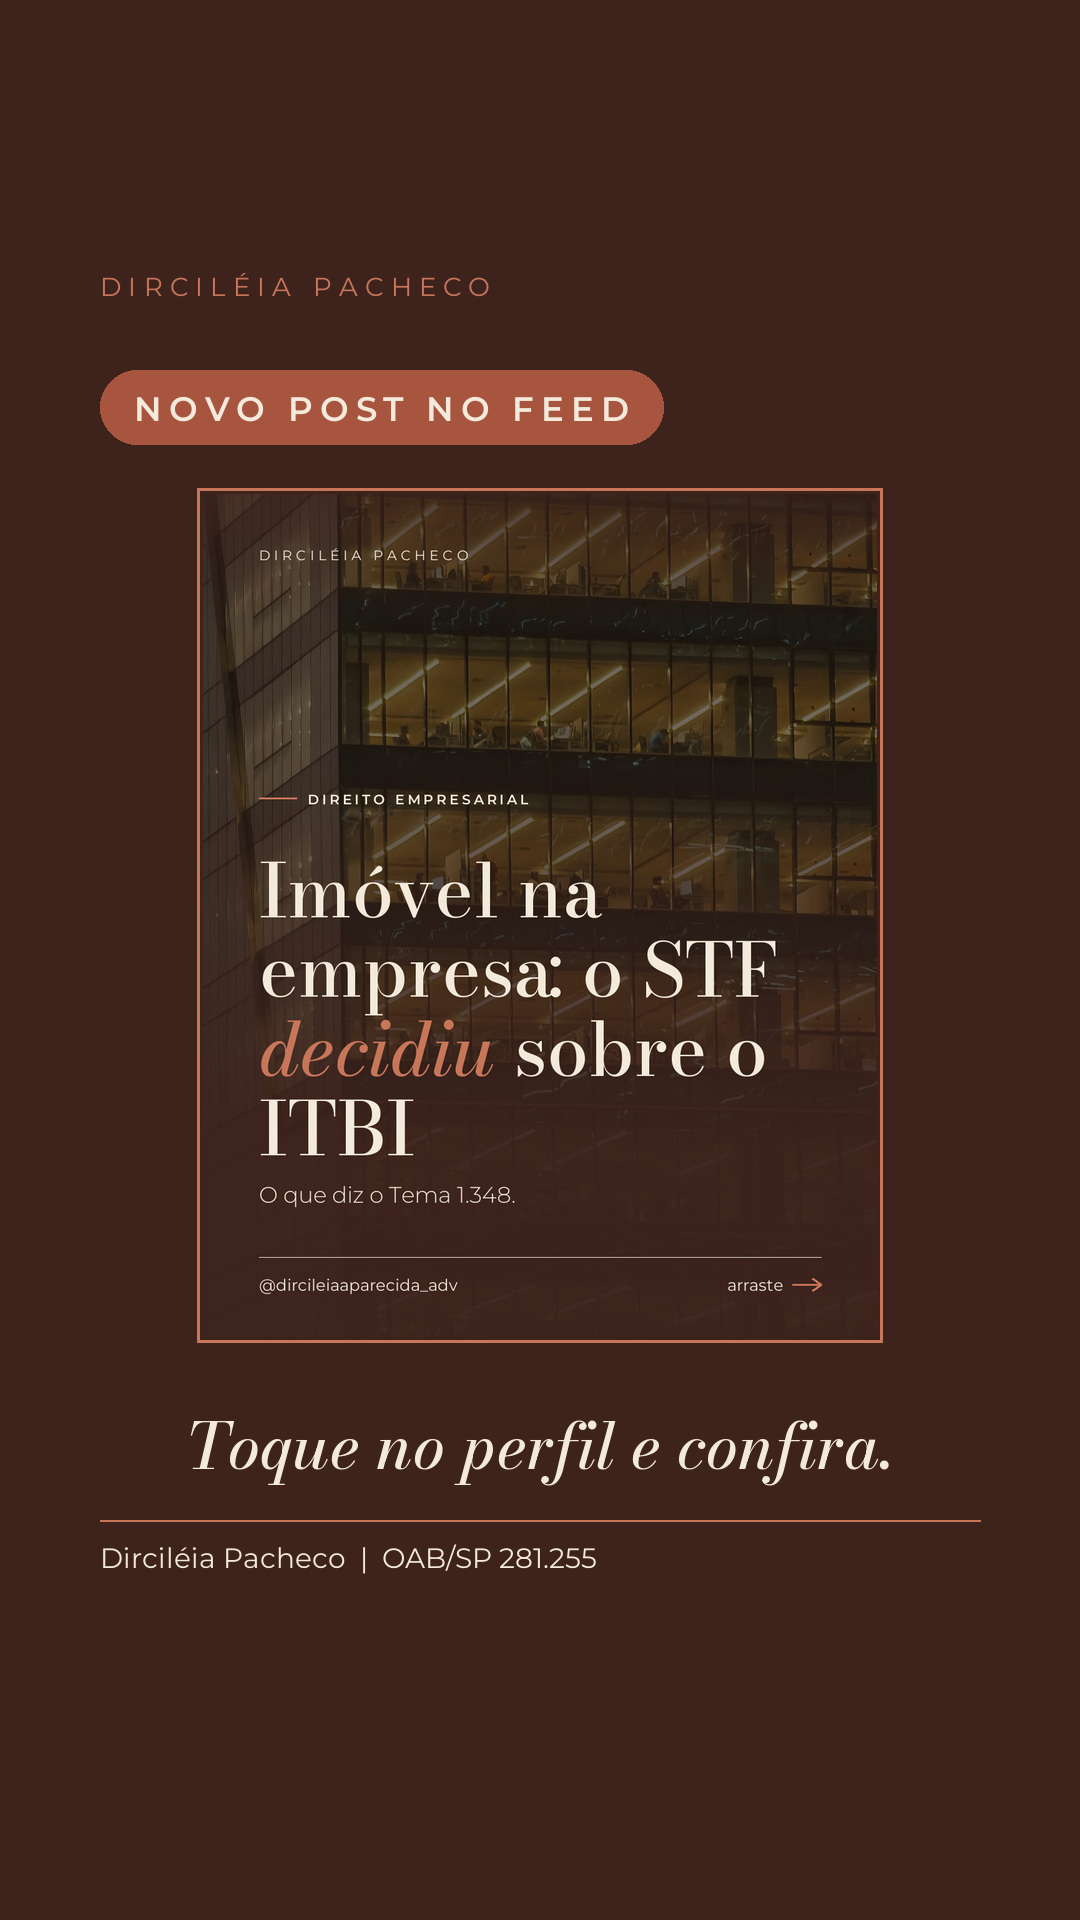 DIRCILÉIA PACHECO
NOVO POST NO FEED
DIRCILÉIA PACHECO
DIREITO EMPRESARIAL
Imóvel na
empresa: o STF
decidiu sobre o
ITBI
O que diz o Tema 1.348.
@dircileiaaparecida_adv
arraste
Toque no perfil e confira.
Dirciléia Pacheco | OAB/SP 281.255